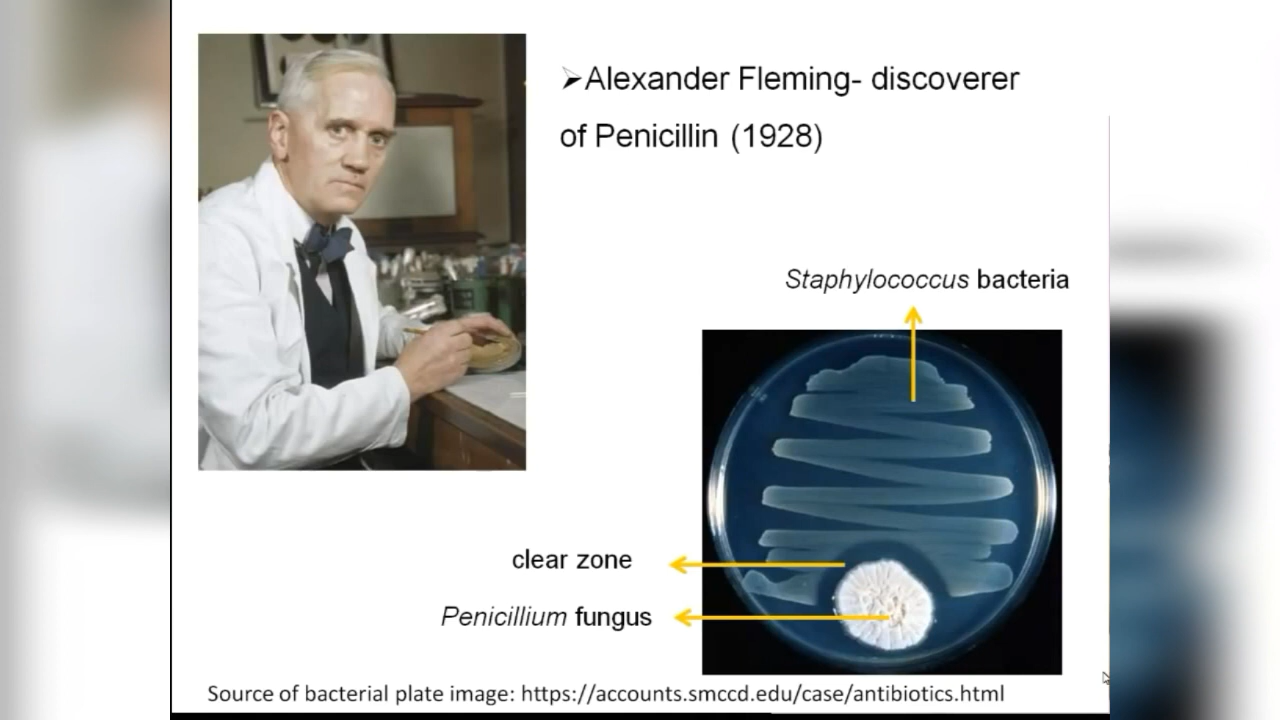 ➢Alexander Fleming- discoverer
of Penicillin (1928)
Staphylococcus bacteria
clear zone
Penicillium fungus
Source of bacterial plate image: https://accounts.smccd.edu/case/antibiotics.html